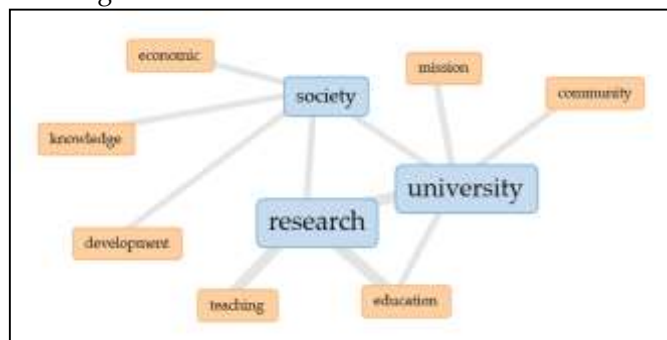 economic
mission
society
community
knowledge
university
research
development
teaching
education